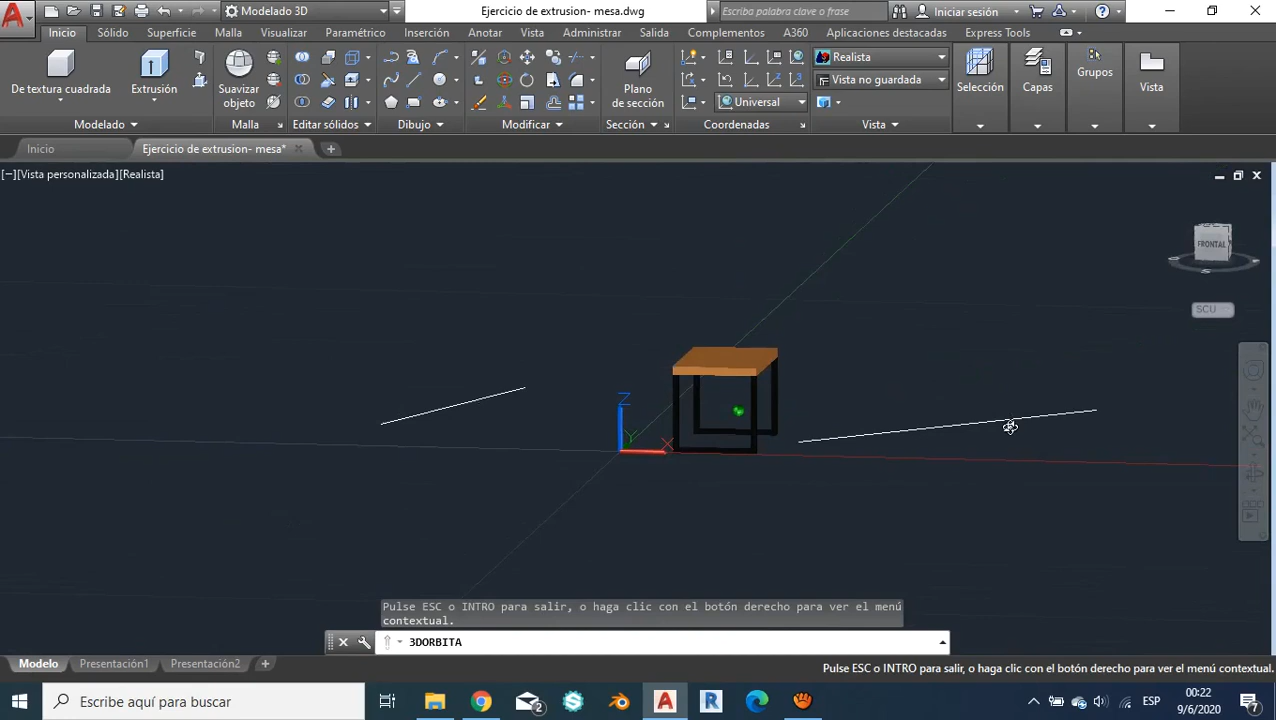 Modelado 3D
Ejercicio de extrusion- mesa.dwg
Escriba palabra clave o frase
Iniciar sesión
Inicio
Sólido
Superficie
Malla
Visualizar
Paramétrico
Inserción
Anotar
Vista
Administrar
Salida
Complementos
A360
Aplicaciones destacadas
Express Tools
De textura cuadrada
Extrusión
Suavizar
objeto
Plano
de sección
Realista
Vista no guardada
Universal
Selección
Capas
Grupos
Vista
Modelado
Malla
Editar sólidos
Dibujo
Modificar
Sección
Coordenadas
Vista
Inicio
Ejercicio de extrusion- mesa*
[−][Vista personalizada][Realista]
FRONTAL
SCU
Z
Y
X
Pulse ESC o INTRO para salir, o haga clic con el botón derecho para ver el menú
contextual.
3DORBITA
Modelo
Presentación1
Presentación2
Pulse ESC o INTRO para salir, o haga clic con el botón derecho para ver el menú contextual.
Escribe aquí para buscar
2
ESP
00:22
9/6/2020
7